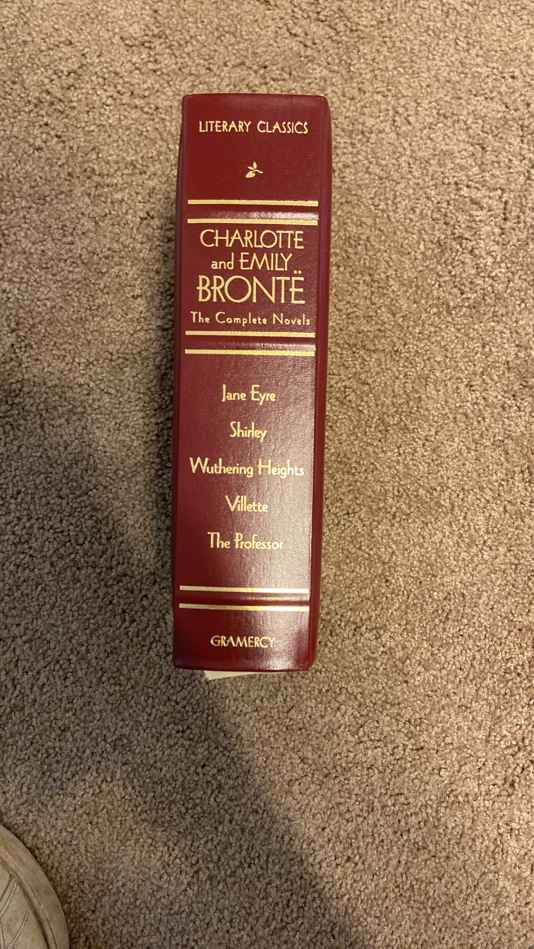 LITERARY CLASSICS
CHARLOTTE
and EMILY
BRONTË
The Complete Novels
Jane Eyre
Shirley
Wuthering Heights
Villette
The Professor
GRAMERCY